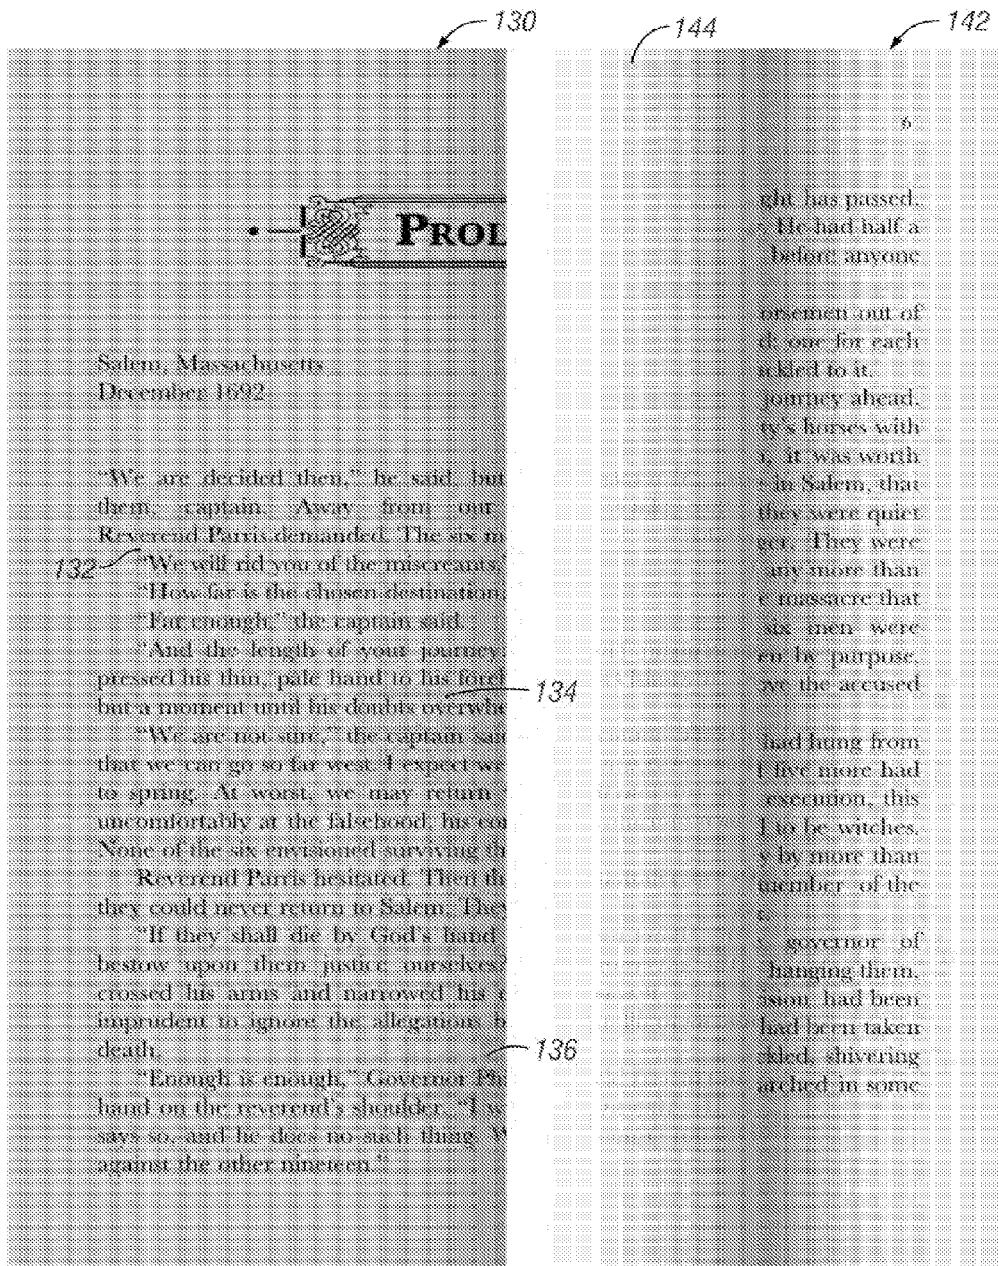 130
144
142
PROL
Salem, Massachusetts
December 1692
"We are decided then," he said, but
them, captain. Away from our
Reverend Parris demanded. The six m
132
"We will rid you of the miscreants.
"How far is the chosen destination
"Far enough," the captain said.
"And the length of your journey
pressed his thin, pale hand to his foreh
134
but a moment until his doubts overwhe
"We are not sure," the captain said
that we can go so far west. I expect we
to spring. At worst, we may return
uncomfortably at the falsehood, his co
None of the six envisioned surviving th
Reverend Parris hesitated. Then th
they could never return to Salem. They
"If they shall die by God's hand
bestow upon them justice ourselves?
crossed his arms and narrowed his
imprudent to ignore the allegations b
death.
136
"Enough is enough," Governor Ph
hand on the reverend's shoulder. "I w
says so, and he does no such thing. W
against the other nineteen."
6
ght has passed.
He had half a
before anyone
orsemen out of
d; one for each
ckled to it.
journey ahead.
ty's horses with
it was worth
in Salem, that
they were quiet
ger. They were
any more than
massacre that
six men were
en by purpose,
ove the accused
had hung from
five more had
execution, this
to be witches,
y by more than
member of the
governor of
hanging them,
ision had been
had been taken
kled, shivering
arched in some